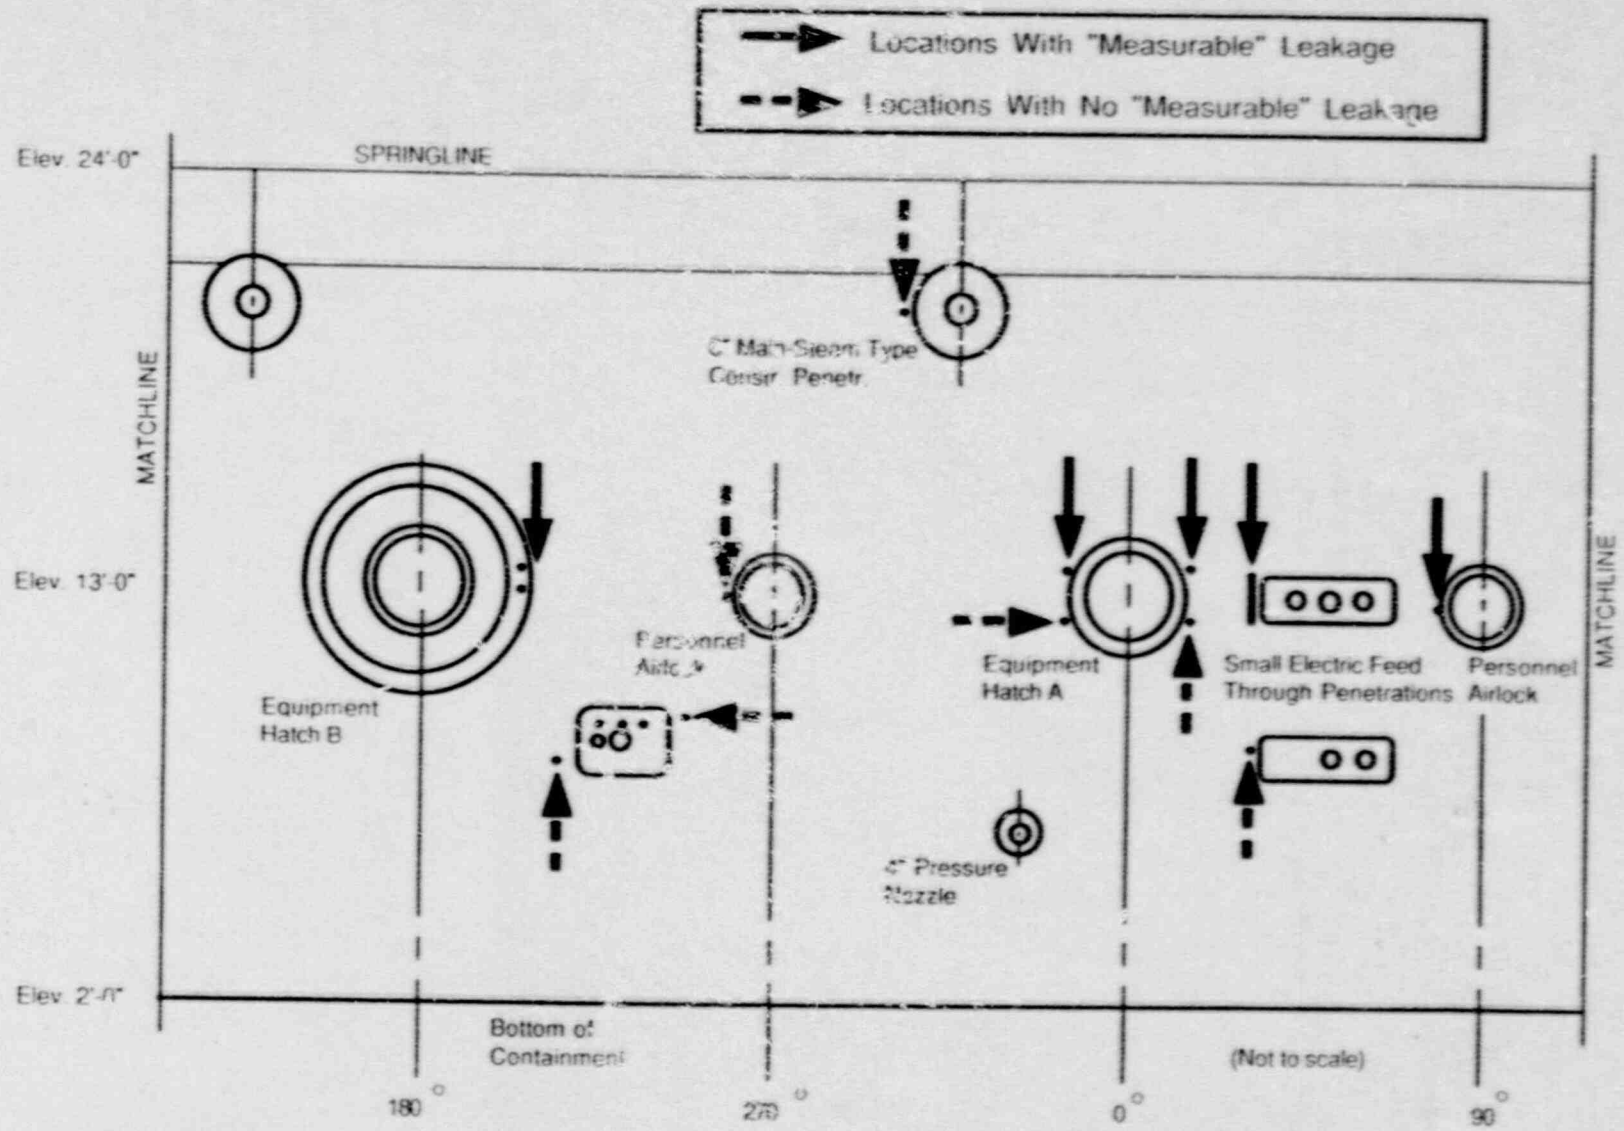 Locations With "Measurable" Leakage
Locations With No "Measurable" Leakage
Elev. 24'-0"
SPRINGLINE
MATCHLINE
Main-Steam Type
Penetr.
Elev. 13'-0"
MATCHLINE
Personnel
Equipment
Hatch A
Small Electric Feed
Through Penetrations
Personnel
Airlock
Equipment
Hatch B
4" Pressure
Nozzle
Elev. 2'-0"
Bottom of
Containment
(Not to scale)
180°
270°
0°
90°